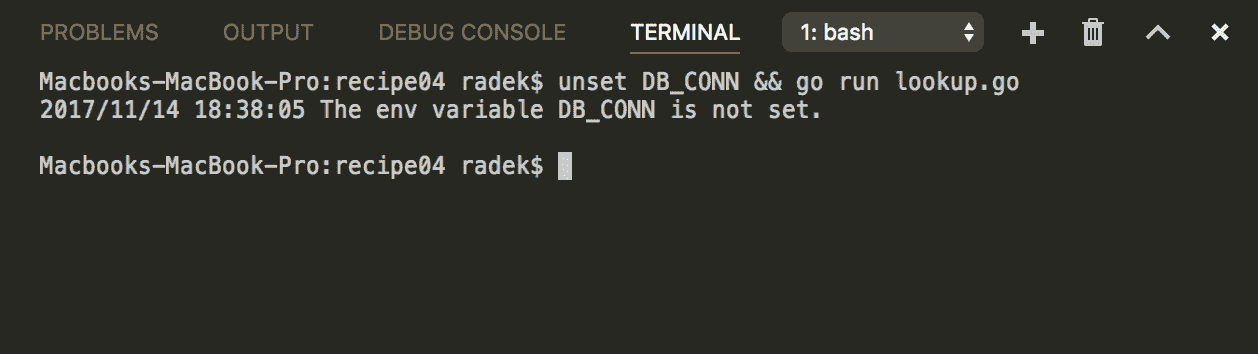 PROBLEMS OUTPUT DEBUG CONSOLE TERMINAL 1: bash
Macbooks-MacBook-Pro:recipe04 radek$ unset DB_CONN && go run lookup.go
2017/11/14 18:38:05 The env variable DB_CONN is not set.
Macbooks-MacBook-Pro:recipe04 radek$